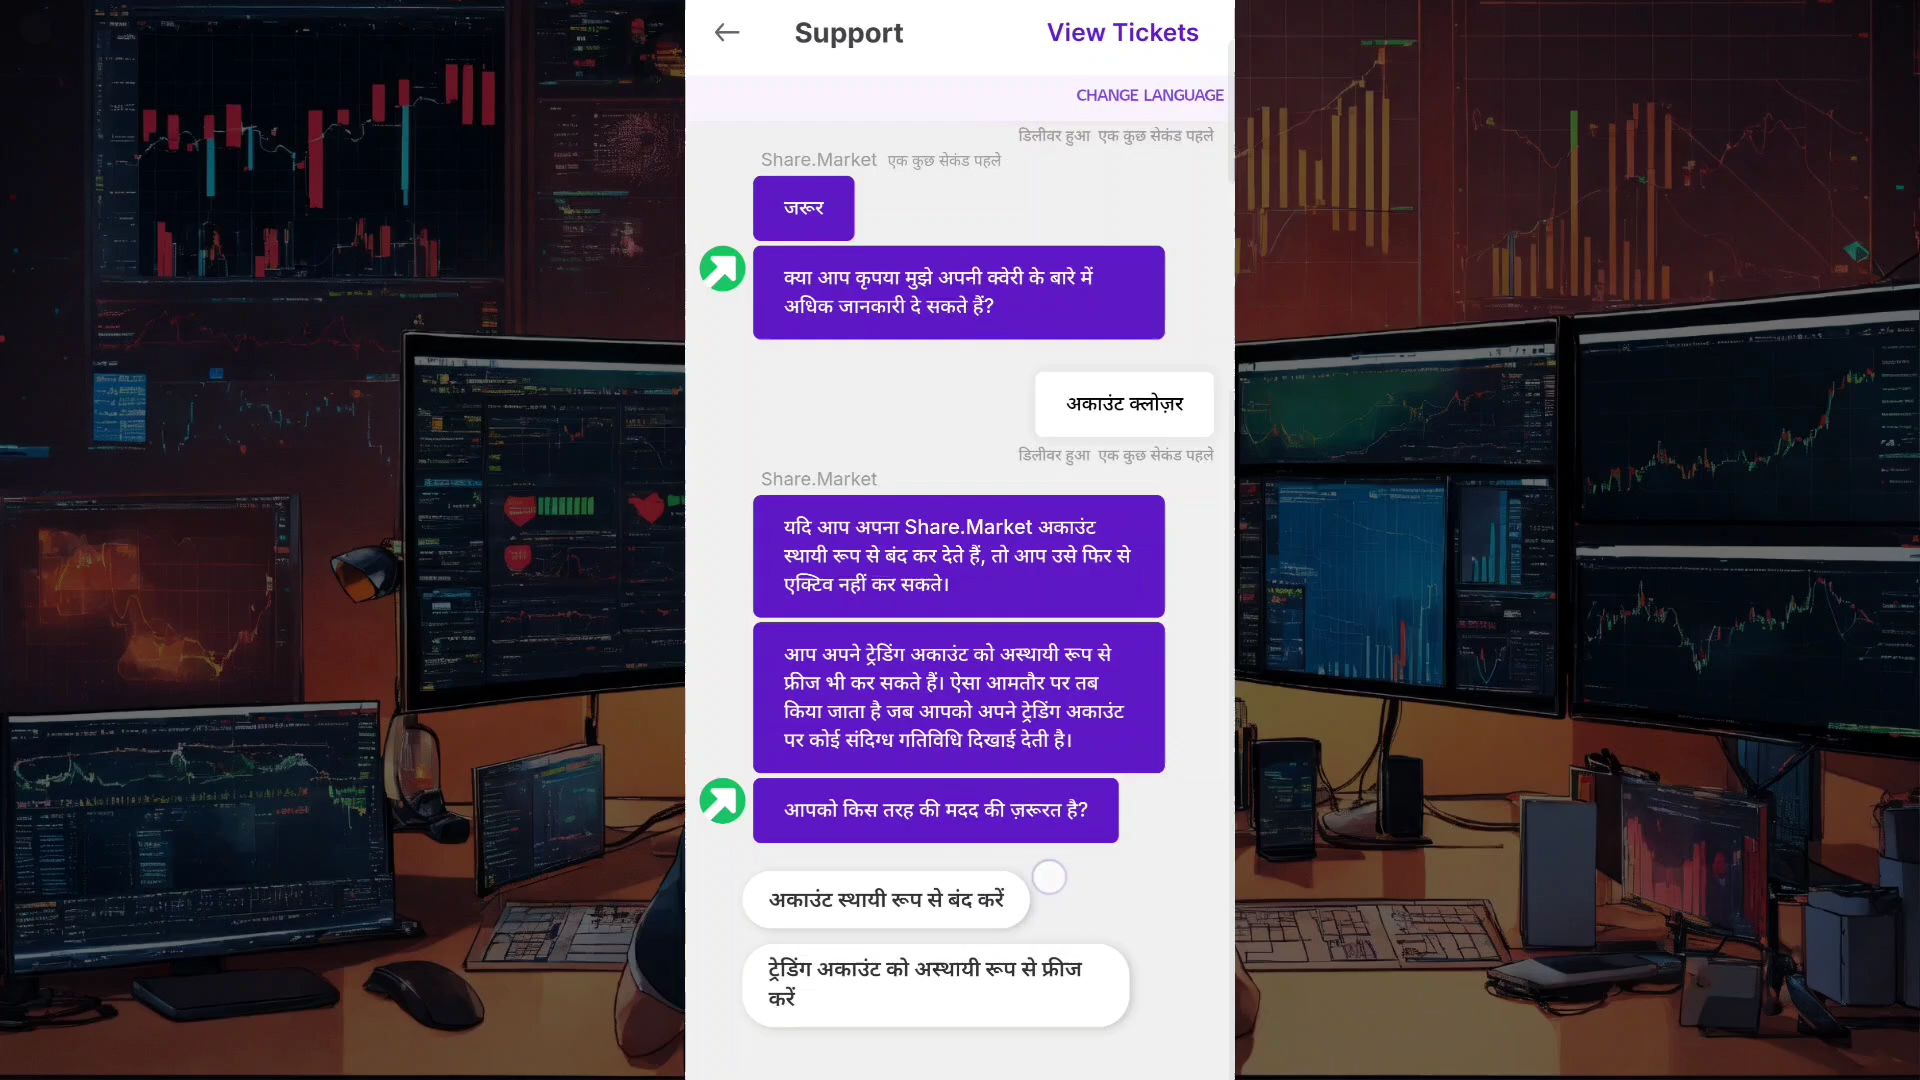 Support
View Tickets
CHANGE LANGUAGE
डिलीवर हुआ एक कुछ सेकंड पहले
Share.Market एक कुछ सेकंड पहले
जरूर
क्या आप कृपया मुझे अपनी क्वेरी के बारे में
अधिक जानकारी दे सकते हैं?
अकाउंट क्लोज़र
डिलीवर हुआ एक कुछ सेकंड पहले
Share.Market
यदि आप अपना Share.Market अकाउंट
स्थायी रूप से बंद कर देते हैं, तो आप उसे फिर से
एक्टिव नहीं कर सकते।
आप अपने ट्रेडिंग अकाउंट को अस्थायी रूप से
फ्रीज भी कर सकते हैं। ऐसा आमतौर पर तब
किया जाता है जब आपको अपने ट्रेडिंग अकाउंट
पर कोई संदिग्ध गतिविधि दिखाई देती है।
आपको किस तरह की मदद की ज़रूरत है?
अकाउंट स्थायी रूप से बंद करें
ट्रेडिंग अकाउंट को अस्थायी रूप से फ्रीज
करें